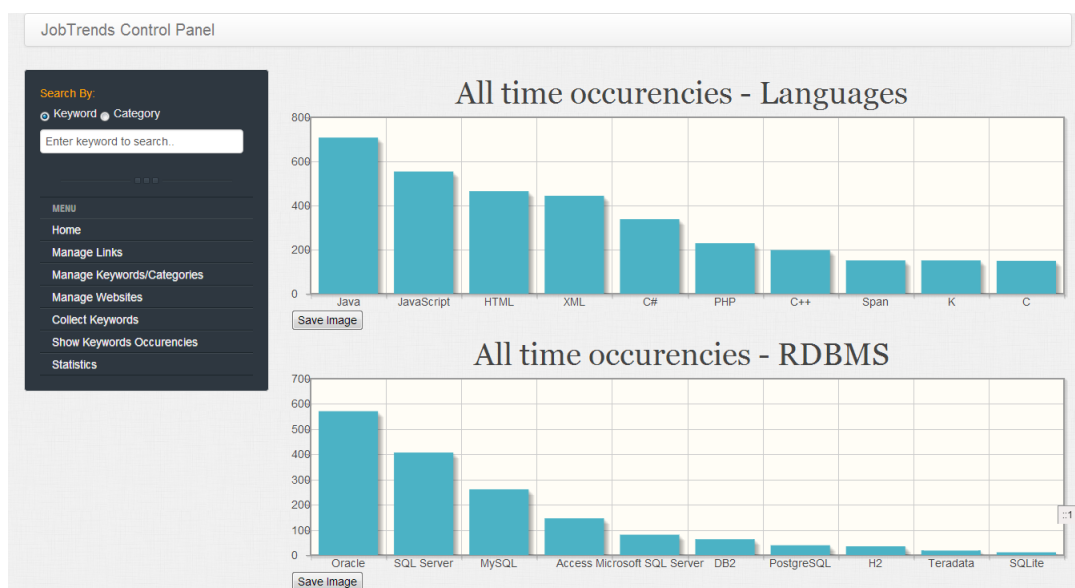 JobTrends Control Panel
Search By:
Keyword Category
Enter keyword to search..
MENU
Home
Manage Links
Manage Keywords/Categories
Manage Websites
Collect Keywords
Show Keywords Occurencies
Statistics
All time occurencies - Languages
800
600
400
200
0
Java JavaScript HTML XML C# PHP C++ Span K C
Save Image
All time occurencies - RDBMS
700
600
500
400
300
200
100
0
Oracle SQL Server MySQL Access Microsoft SQL Server DB2 PostgreSQL H2 Teradata SQLite
Save Image
::1